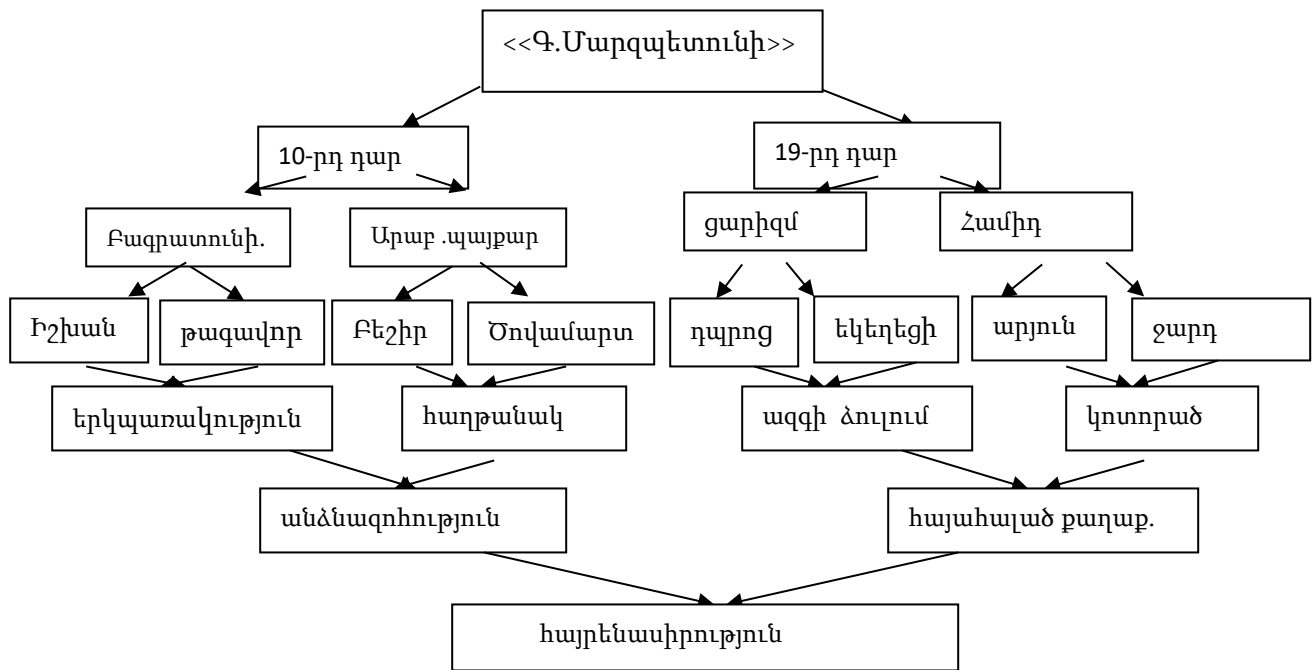 <<Գ.Մարզպետունի>>
10-րդ դար
19-րդ դար
Բագրատունի.
Արաբ .պայքար
ցարիզմ
Համիդ
Իշխան
թագավոր
Բեշիր
Ծովամարտ
դպրոց
եկեղեցի
արյուն
ջարդ
երկպառակություն
հաղթանակ
ազգի ձուլում
կոտորած
անձնազոհություն
հայահալած քաղաք.
հայրենասիրություն